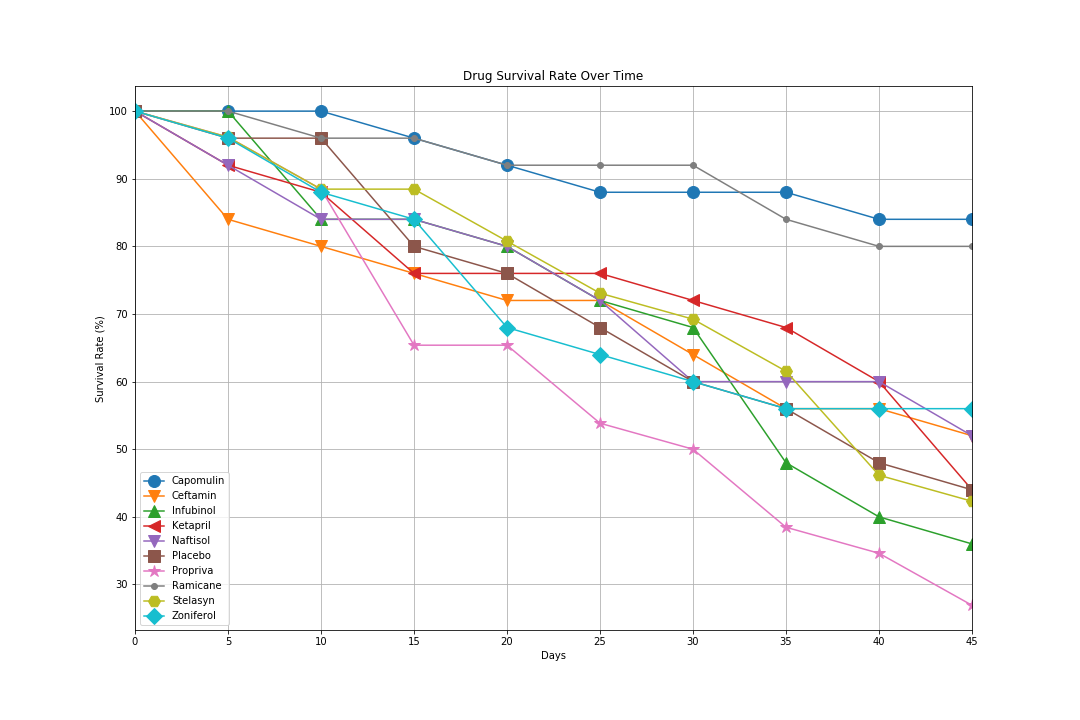 Drug Survival Rate Over Time
Survival Rate (%)
100
90
80
70
60
50
40
30
Capomulin
Ceftamin
Infubinol
Ketapril
Naftisol
Placebo
Propriva
Ramicane
Stelasyn
Zoniferol
0 5 10 15 20 25 30 35 40 45
Days